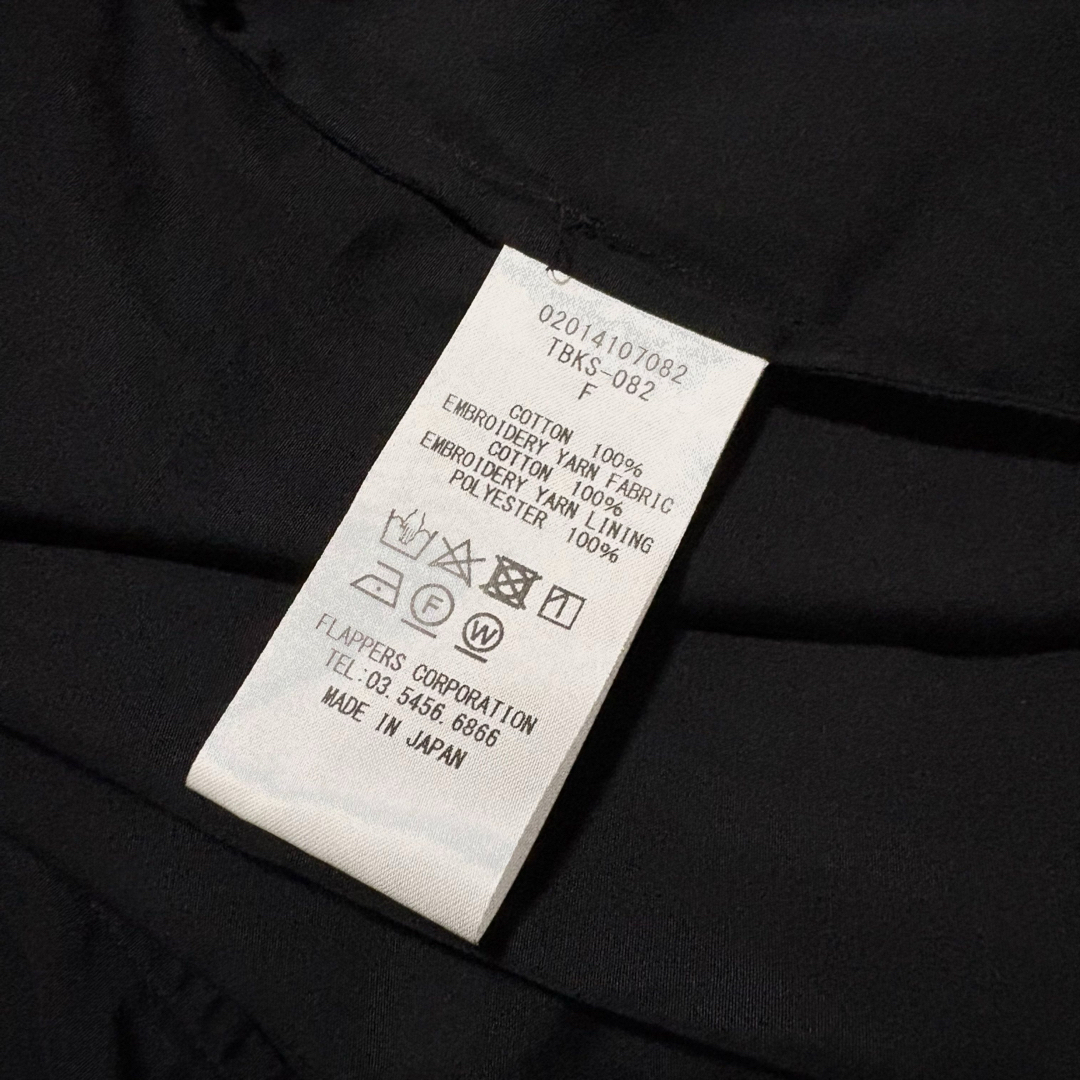 02014107082
TBKS-082
F
COTTON 100%
EMBROIDERY YARN FABRIC
COTTON 100%
EMBROIDERY YARN LINING
POLYESTER 100%
F W
FLAPPERS CORPORATION
TEL:03.5456.6866
MADE IN JAPAN